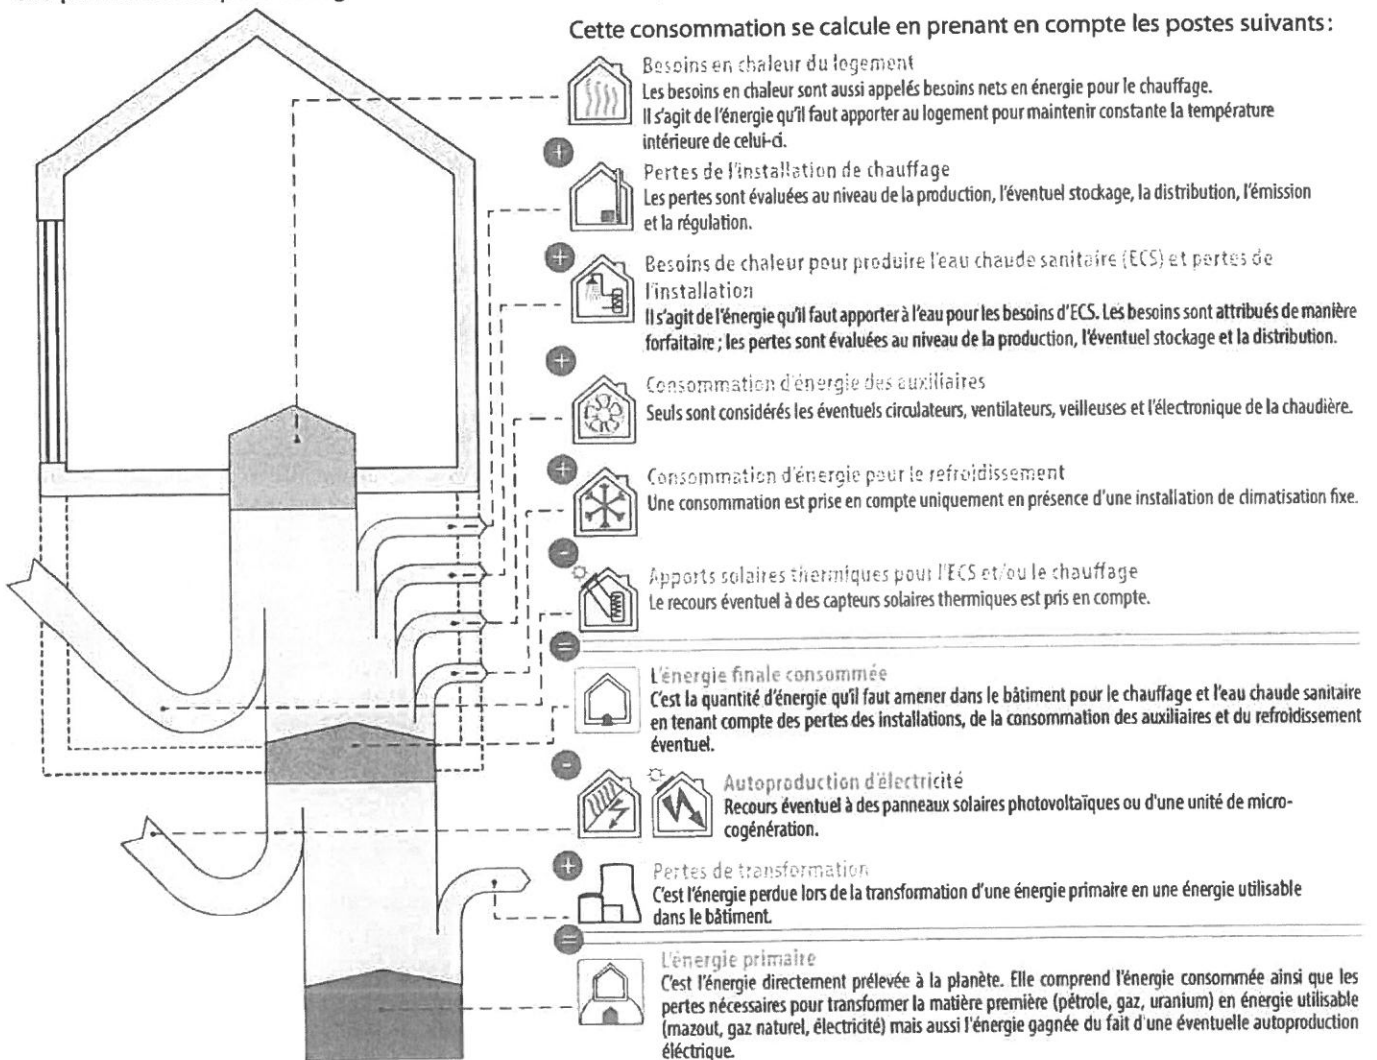 Cette consommation se calcule en prenant en compte les postes suivants:
Besoins en chaleur du logement
Les besoins en chaleur sont aussi appelés besoins nets en énergie pour le chauffage.
Il s'agit de l'énergie qu'il faut apporter au logement pour maintenir constante la température
intérieure de celui-ci.
+
Pertes de l'installation de chauffage
Les pertes sont évaluées au niveau de la production, l'éventuel stockage, la distribution, l'émission
et la régulation.
+
Besoins de chaleur pour produire l'eau chaude sanitaire (ECS) et pertes de
l'installation
Il s'agit de l'énergie qu'il faut apporter à l'eau pour les besoins d'ECS. Les besoins sont attribués de manière
forfaitaire ; les pertes sont évaluées au niveau de la production, l'éventuel stockage et la distribution.
+
Consommation d'énergie des auxiliaires
Seuls sont considérés les éventuels circulateurs, ventilateurs, veilleuses et l'électronique de la chaudière.
+
Consommation d'énergie pour le refroidissement
Une consommation est prise en compte uniquement en présence d'une installation de climatisation fixe.
-
Apports solaires thermiques pour l'ECS et/ou le chauffage
Le recours éventuel à des capteurs solaires thermiques est pris en compte.
=
L'énergie finale consommée
C'est la quantité d'énergie qu'il faut amener dans le bâtiment pour le chauffage et l'eau chaude sanitaire
en tenant compte des pertes des installations, de la consommation des auxiliaires et du refroidissement
éventuel.
-
Autoproduction d'électricité
Recours éventuel à des panneaux solaires photovoltaïques ou d'une unité de micro-
cogénération.
+
Pertes de transformation
C'est l'énergie perdue lors de la transformation d'une énergie primaire en une énergie utilisable
dans le bâtiment.
=
L'énergie primaire
C'est l'énergie directement prélevée à la planète. Elle comprend l'énergie consommée ainsi que les
pertes nécessaires pour transformer la matière première (pétrole, gaz, uranium) en énergie utilisable
(mazout, gaz naturel, électricité) mais aussi l'énergie gagnée du fait d'une éventuelle autoproduction
éléctrique.